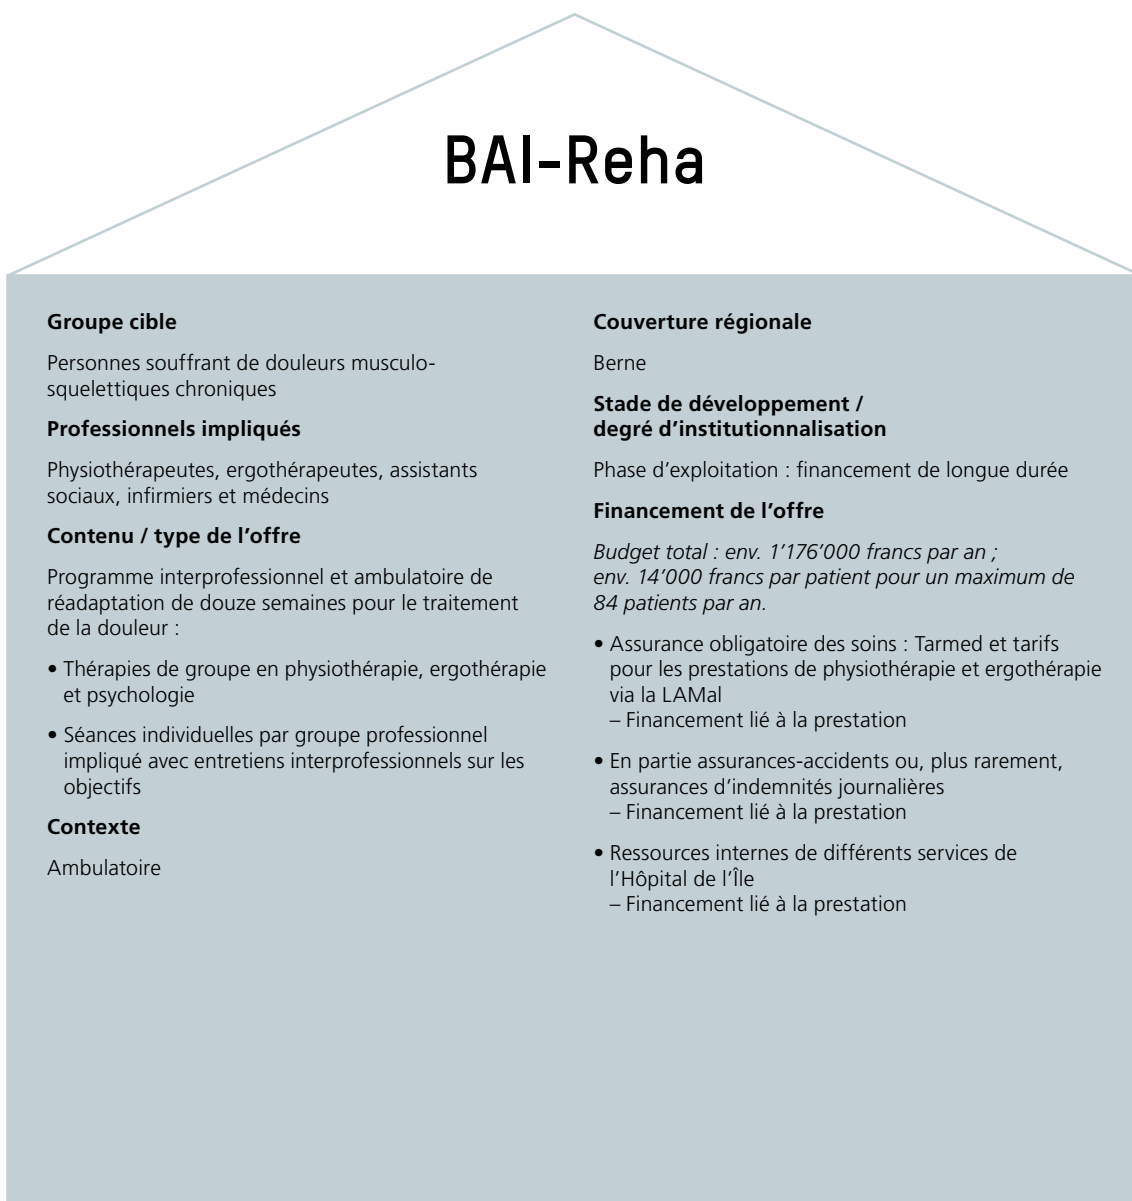 BAI-Reha
Groupe cible
Personnes souffrant de douleurs musculo-
squelettiques chroniques
Professionnels impliqués
Physiothérapeutes, ergothérapeutes, assistants
sociaux, infirmiers et médecins
Contenu / type de l’offre
Programme interprofessionnel et ambulatoire de
réadaptation de douze semaines pour le traitement
de la douleur :
• Thérapies de groupe en physiothérapie, ergothérapie
et psychologie
• Séances individuelles par groupe professionnel
impliqué avec entretiens interprofessionnels sur les
objectifs
Contexte
Ambulatoire
Couverture régionale
Berne
Stade de développement /
degré d’institutionnalisation
Phase d’exploitation : financement de longue durée
Financement de l’offre
Budget total : env. 1’176’000 francs par an ;
env. 14’000 francs par patient pour un maximum de
84 patients par an.
• Assurance obligatoire des soins : Tarmed et tarifs
pour les prestations de physiothérapie et ergothérapie
via la LAMal
– Financement lié à la prestation
• En partie assurances-accidents ou, plus rarement,
assurances d’indemnités journalières
– Financement lié à la prestation
• Ressources internes de différents services de
l’Hôpital de l’Île
– Financement lié à la prestation